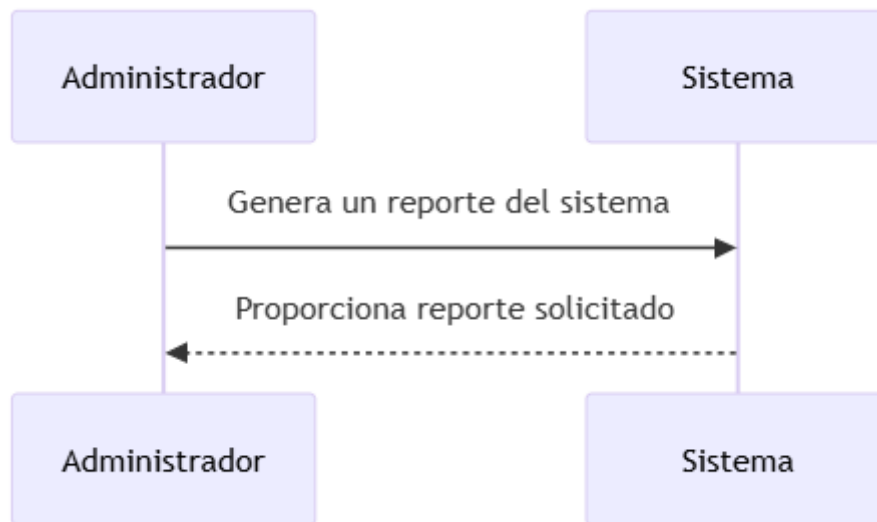 Administrador
Sistema
Genera un reporte del sistema
Proporciona reporte solicitado
Administrador
Sistema